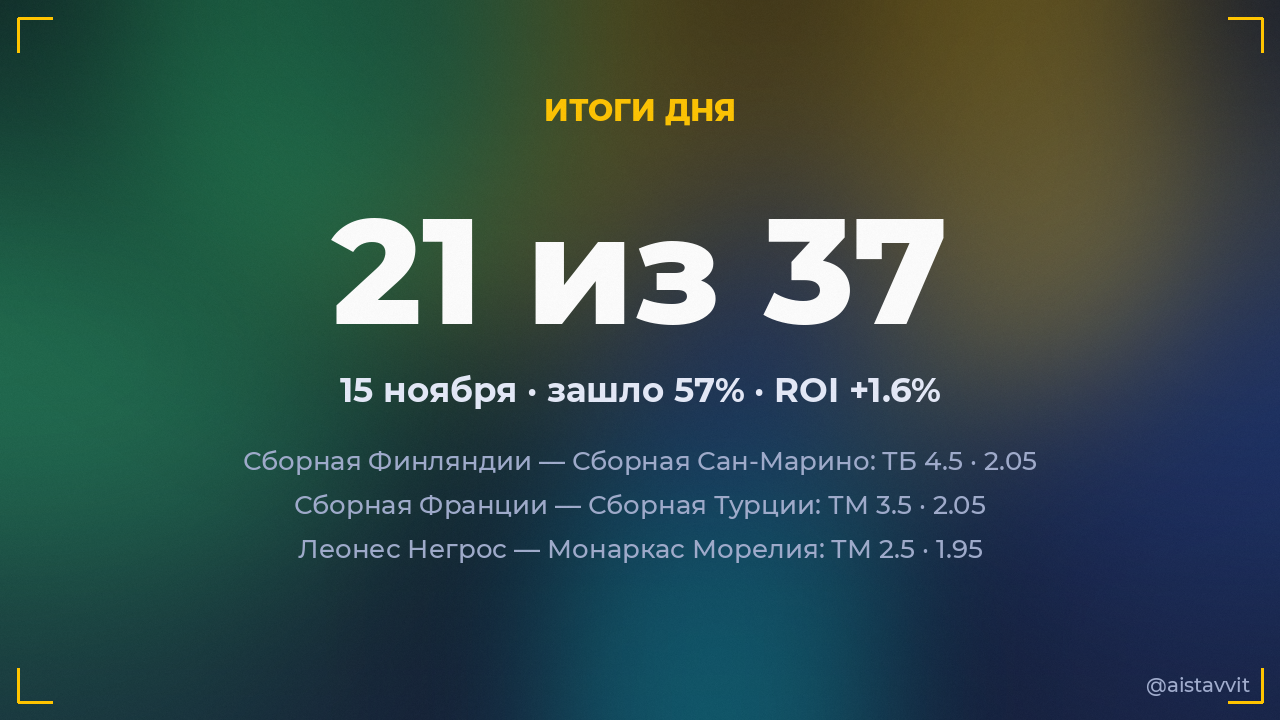 ИТОГИ ДНЯ
21 из 37
15 ноября · зашло 57% · ROI +1.6%
Сборная Финляндии — Сборная Сан-Марино: ТБ 4.5 · 2.05
Сборная Франции — Сборная Турции: ТМ 3.5 · 2.05
Леонес Негрос — Монаркас Морелия: ТМ 2.5 · 1.95
@aistavvit